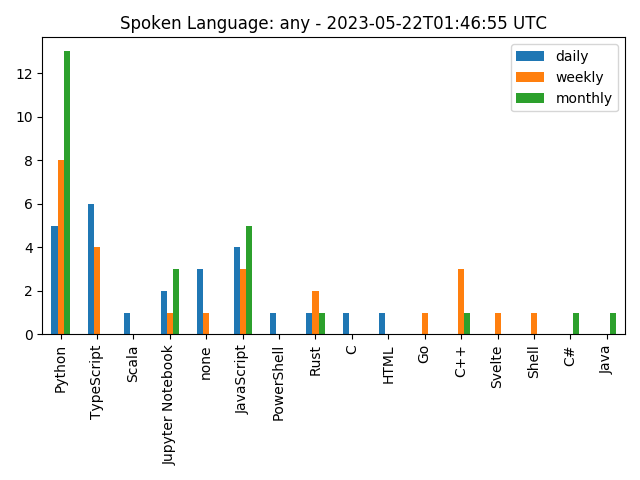 Spoken Language: any - 2023-05-22T01:46:55 UTC
daily
weekly
monthly
12
10
8
6
4
2
0
Python
TypeScript
Scala
Jupyter Notebook
none
JavaScript
PowerShell
Rust
C
HTML
Go
C++
Svelte
Shell
C#
Java